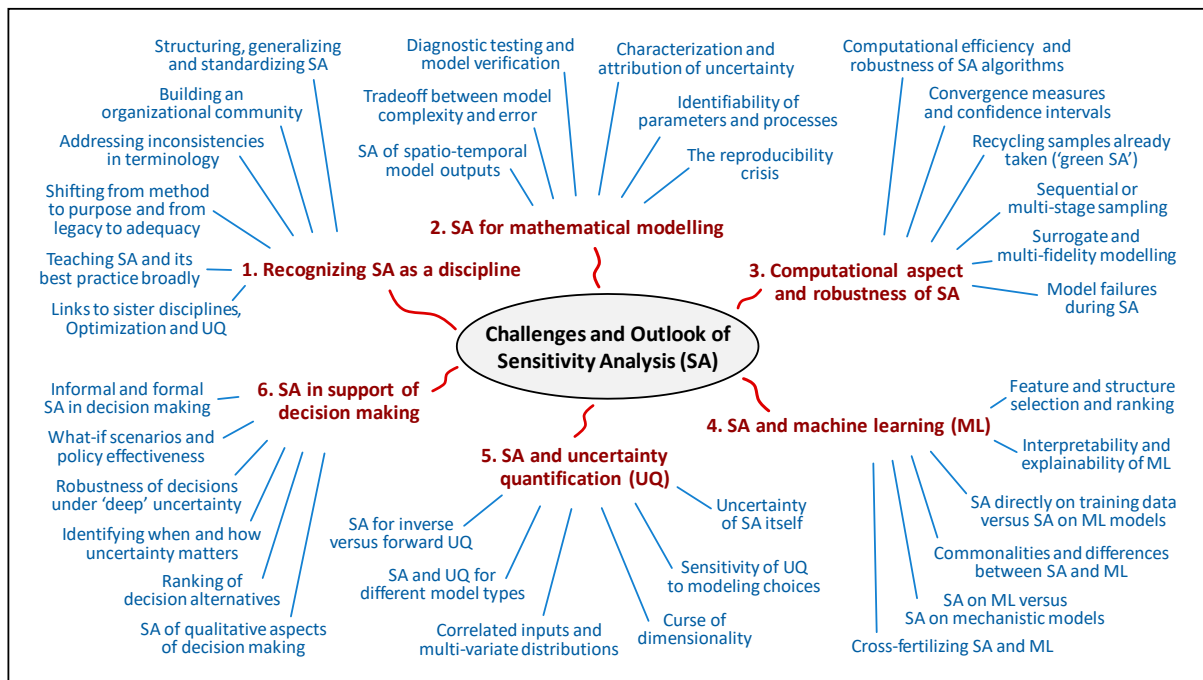 Challenges and Outlook of
Sensitivity Analysis (SA)
1. Recognizing SA as a discipline
Structuring, generalizing
and standardizing SA
Building an
organizational community
Addressing inconsistencies
in terminology
Shifting from method
to purpose and from
legacy to adequacy
Teaching SA and its
best practice broadly
Links to sister disciplines,
Optimization and UQ
2. SA for mathematical modelling
SA of spatio-temporal
model outputs
Tradeoff between model
complexity and error
Diagnostic testing and
model verification
Characterization and
attribution of uncertainty
Identifiability of
parameters and processes
The reproducibility
crisis
3. Computational aspect
and robustness of SA
Computational efficiency and
robustness of SA algorithms
Convergence measures
and confidence intervals
Recycling samples already
taken (‘green SA’)
Sequential or
multi-stage sampling
Surrogate and
multi-fidelity modelling
Model failures
during SA
4. SA and machine learning (ML)
Feature and structure
selection and ranking
Interpretability and
explainability of ML
SA directly on training data
versus SA on ML models
Commonalities and differences
between SA and ML
SA on ML versus
SA on mechanistic models
Cross-fertilizing SA and ML
5. SA and uncertainty
quantification (UQ)
Uncertainty
of SA itself
Sensitivity of UQ
to modeling choices
Curse of
dimensionality
Correlated inputs and
multi-variate distributions
SA and UQ for
different model types
SA for inverse
versus forward UQ
6. SA in support of
decision making
Informal and formal
SA in decision making
What-if scenarios and
policy effectiveness
Robustness of decisions
under ‘deep’ uncertainty
Identifying when and how
uncertainty matters
Ranking of
decision alternatives
SA of qualitative aspects
of decision making